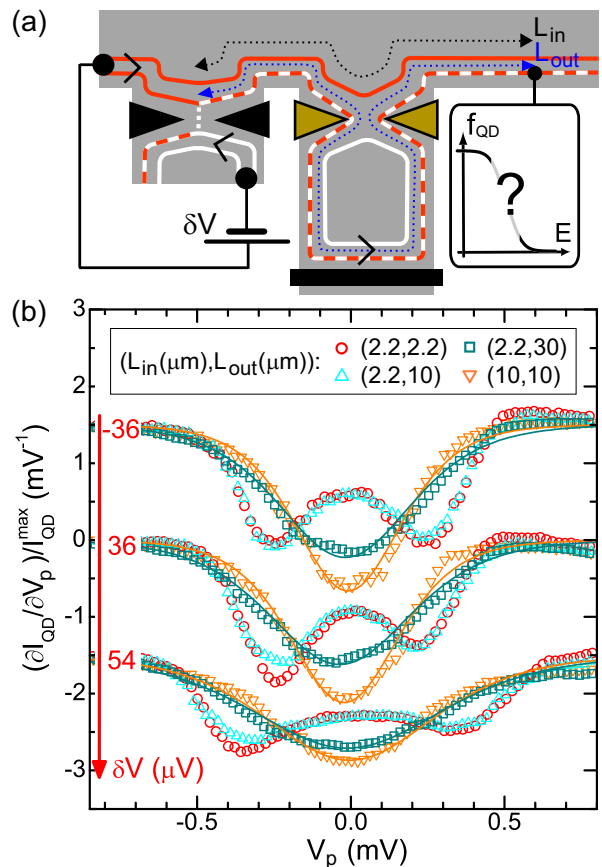 (a)
L_in
L_out
δV
f_QD
?
E
(b)
(L_in(μm),L_out(μm)):
(2.2,2.2)
(2.2,30)
(2.2,10)
(10,10)
(∂I_QD/∂V_p)/I_QD^max (mV⁻¹)
2
1
0
-1
-2
-3
-36
36
54
δV (μV)
-0.5
0.0
0.5
V_p (mV)